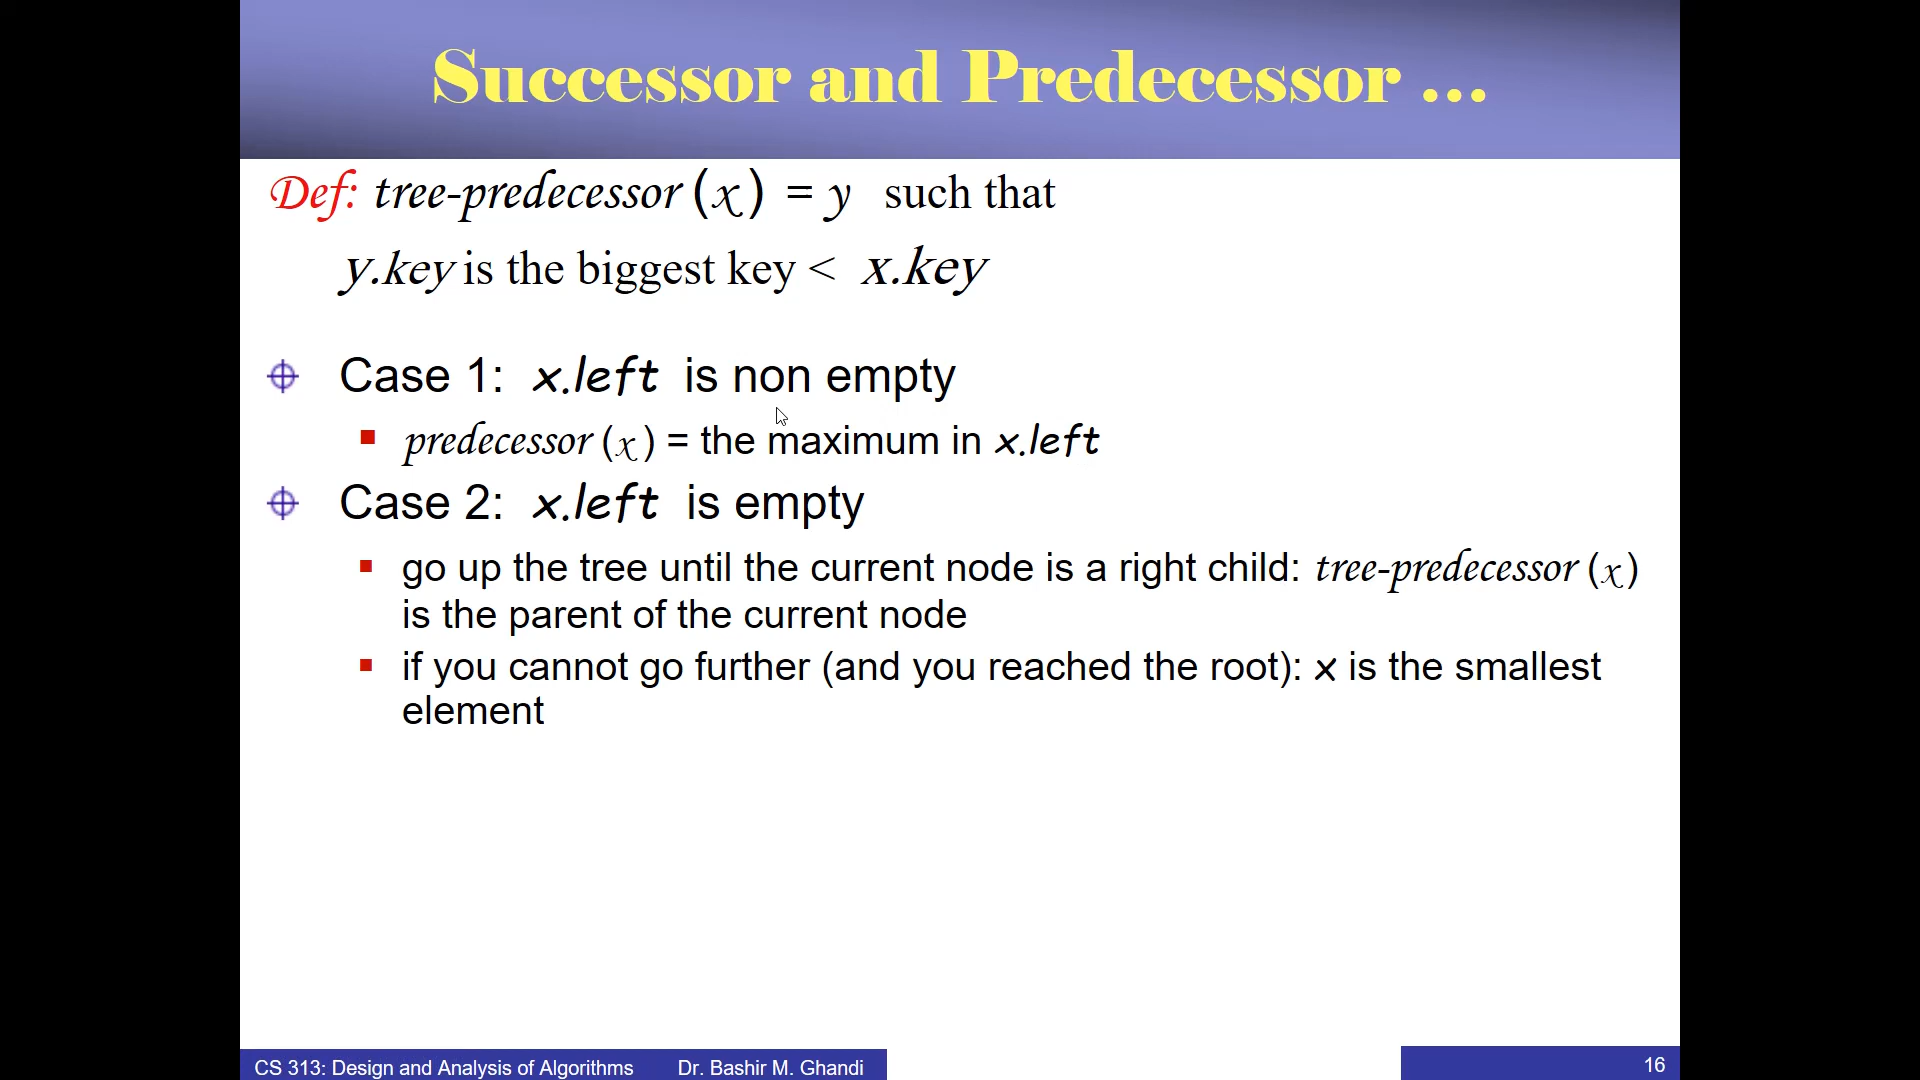 Successor and Predecessor ...
Def: tree-predecessor (x) = y such that
y.key is the biggest key < x.key
Case 1: x.left is non empty
predecessor (x) = the maximum in x.left
Case 2: x.left is empty
go up the tree until the current node is a right child: tree-predecessor (x)
is the parent of the current node
if you cannot go further (and you reached the root): x is the smallest
element
CS 313: Design and Analysis of Algorithms Dr. Bashir M. Ghandi
16